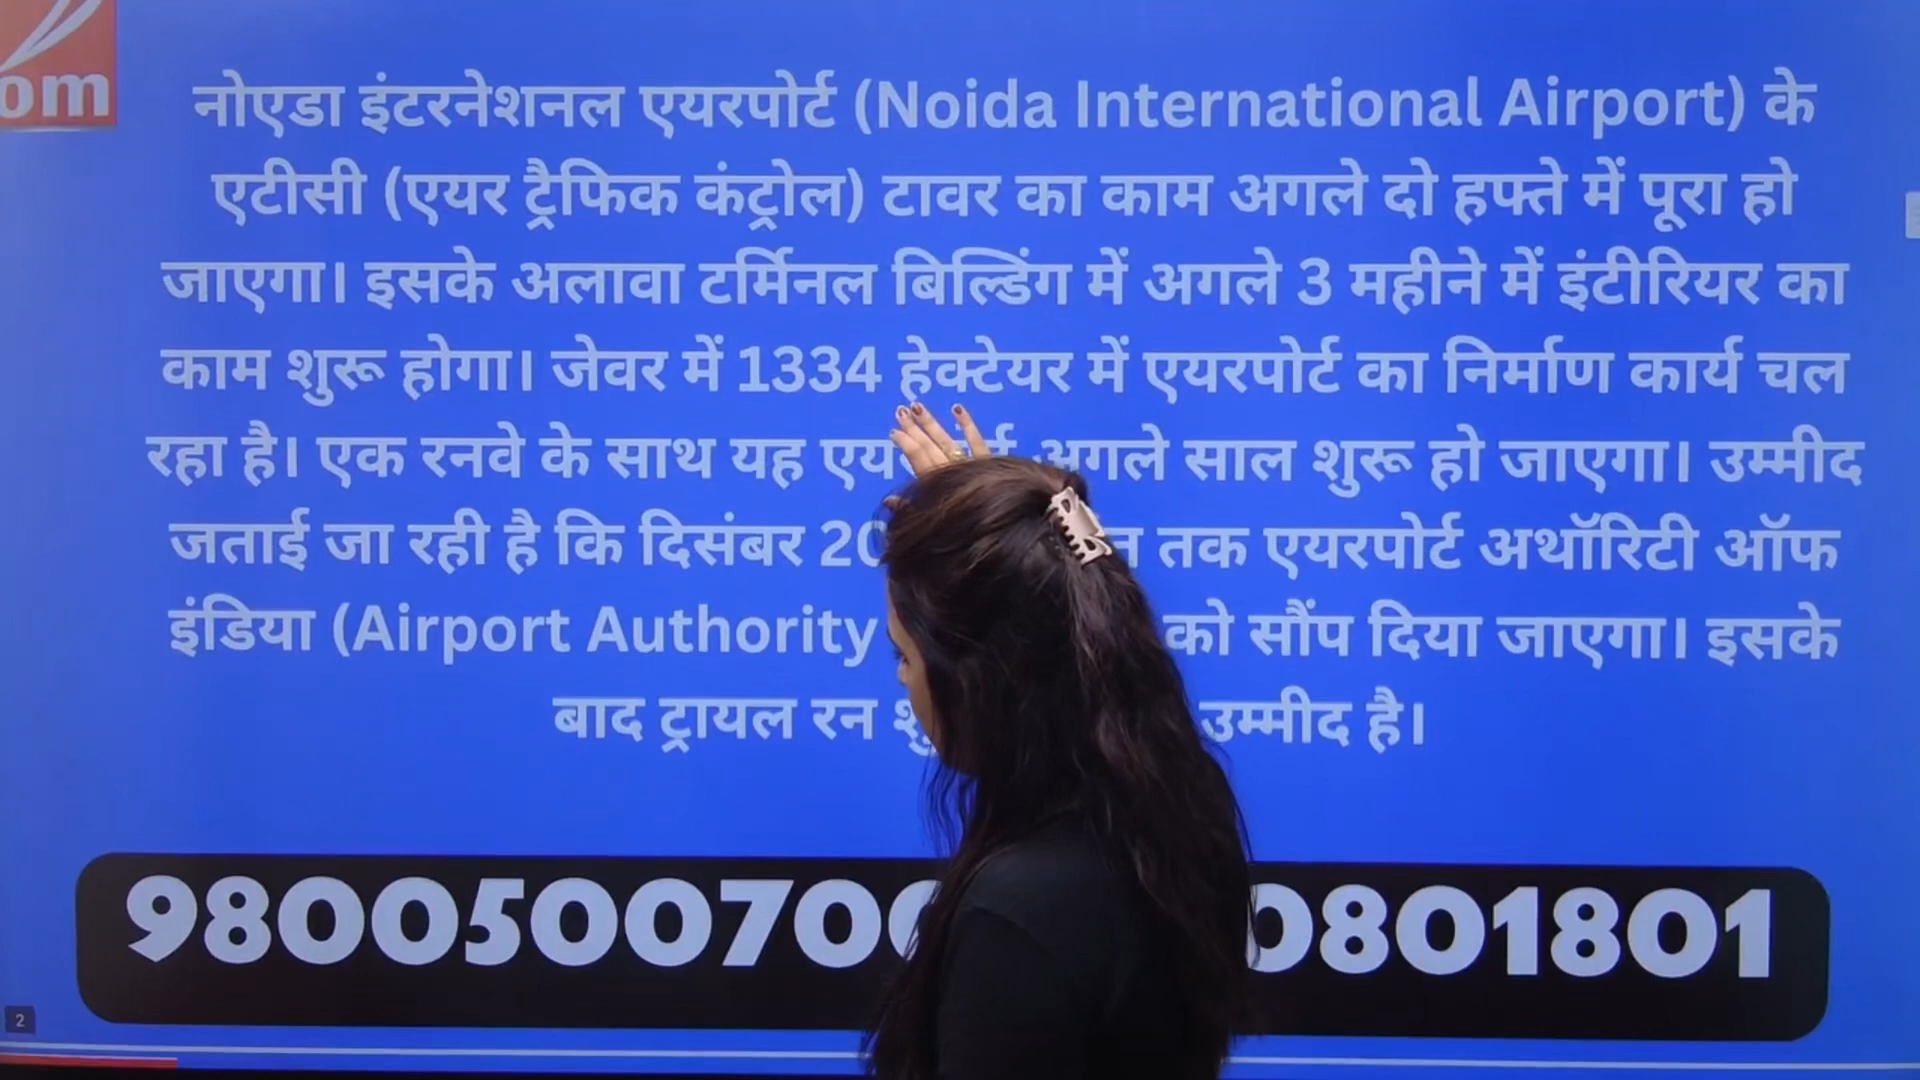 om
नोएडा इंटरनेशनल एयरपोर्ट (Noida International Airport) के
एटीसी (एयर ट्रैफिक कंट्रोल) टावर का काम अगले दो हफ्ते में पूरा हो
जाएगा। इसके अलावा टर्मिनल बिल्डिंग में अगले 3 महीने में इंटीरियर का
काम शुरू होगा। जेवर में 1334 हेक्टेयर में एयरपोर्ट का निर्माण कार्य चल
रहा है। एक रनवे के साथ यह अगले साल शुरू हो जाएगा। उम्मीद
जताई जा रही है कि दिसंबर तक एयरपोर्ट अथॉरिटी ऑफ
इंडिया (Airport Authority को सौंप दिया जाएगा। इसके
बाद ट्रायल रन उम्मीद है।
980050070 0801801
2